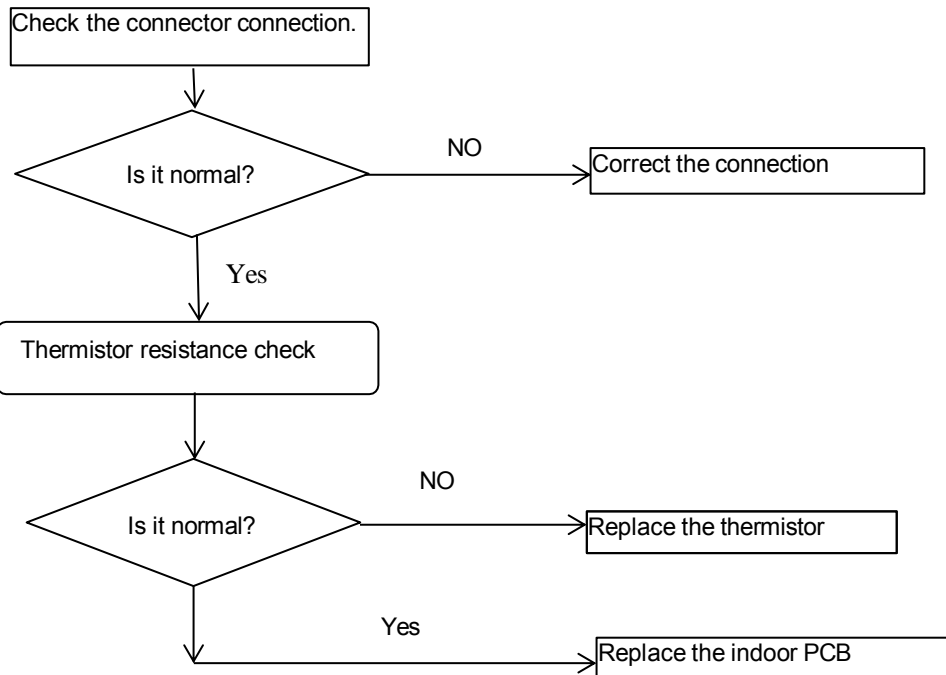 Check the connector connection.
Is it normal?
NO
Correct the connection
Yes
Thermistor resistance check
Is it normal?
NO
Replace the thermistor
Yes
Replace the indoor PCB